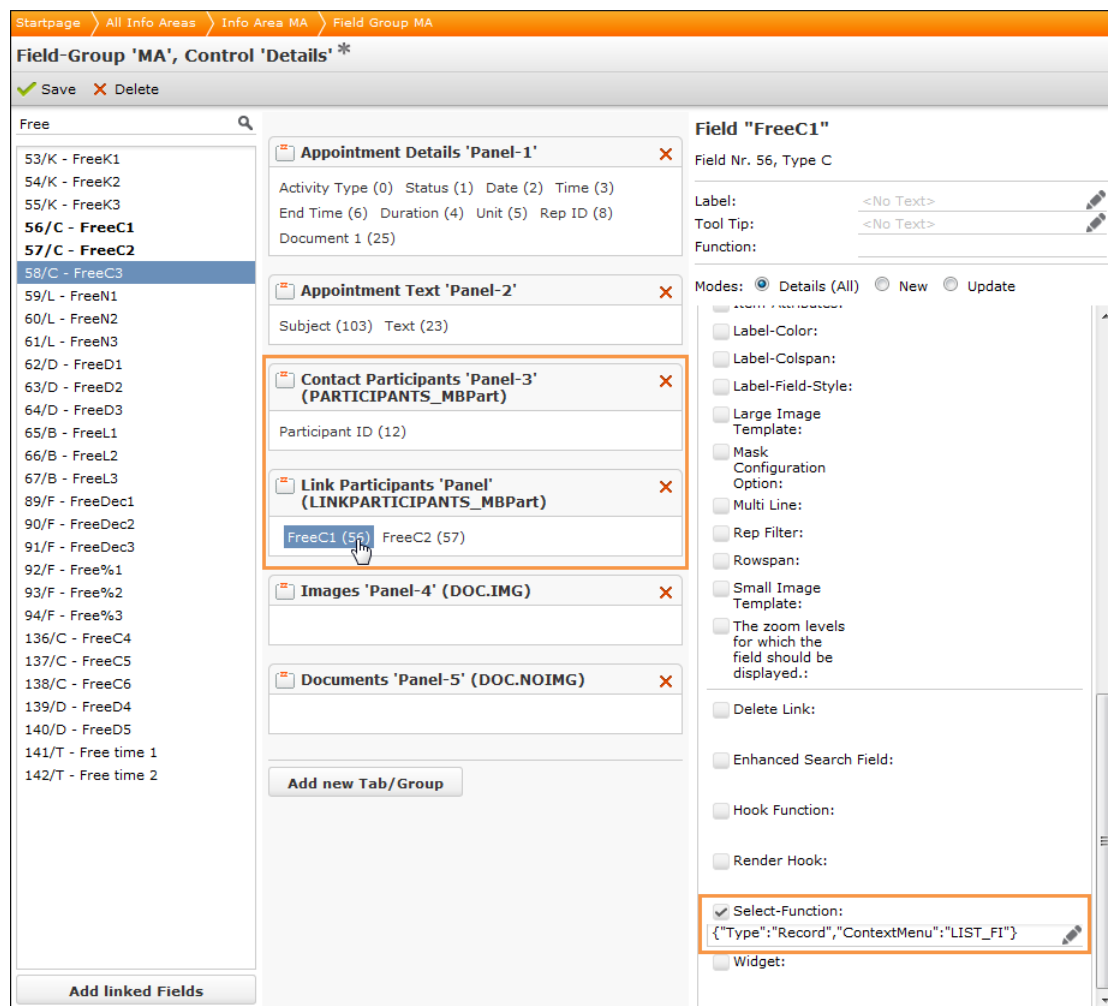 Startpage
All Info Areas
Info Area MA
Field Group MA
Field-Group 'MA', Control 'Details' *
Save
Delete
Free
53/K - FreeK1
54/K - FreeK2
55/K - FreeK3
56/C - FreeC1
57/C - FreeC2
58/C - FreeC3
59/L - FreeN1
60/L - FreeN2
61/L - FreeN3
62/D - FreeD1
63/D - FreeD2
64/D - FreeD3
65/B - FreeL1
66/B - FreeL2
67/B - FreeL3
89/F - FreeDec1
90/F - FreeDec2
91/F - FreeDec3
92/F - Free%1
93/F - Free%2
94/F - Free%3
136/C - FreeC4
137/C - FreeC5
138/C - FreeC6
139/D - FreeD4
140/D - FreeD5
141/T - Free time 1
142/T - Free time 2
Add linked Fields
Appointment Details 'Panel-1'
Activity Type (0) Status (1) Date (2) Time (3)
End Time (6) Duration (4) Unit (5) Rep ID (8)
Document 1 (25)
Appointment Text 'Panel-2'
Subject (103) Text (23)
Contact Participants 'Panel-3'
(PARTICIPANTS_MBPart)
Participant ID (12)
Link Participants 'Panel'
(LINKPARTICIPANTS_MBPart)
FreeC1 (56) FreeC2 (57)
Images 'Panel-4' (DOC.IMG)
Documents 'Panel-5' (DOC.NOIMG)
Add new Tab/Group
Field "FreeC1"
Field Nr. 56, Type C
Label: <No Text>
Tool Tip: <No Text>
Function:
Modes: Details (All) New Update
Item-Attributes:
Label-Color:
Label-Colspan:
Label-Field-Style:
Large Image
Template:
Mask
Configuration
Option:
Multi Line:
Rep Filter:
Rowspan:
Small Image
Template:
The zoom levels
for which the
field should be
displayed.:
Delete Link:
Enhanced Search Field:
Hook Function:
Render Hook:
Select-Function:
{"Type":"Record","ContextMenu":"LIST_FI"}
Widget: